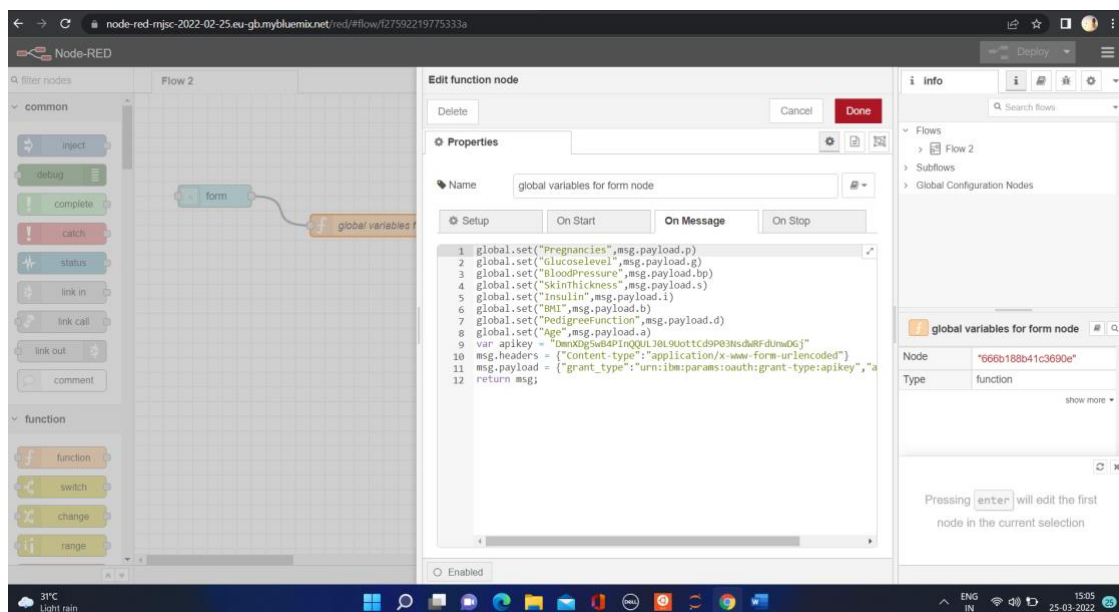 node-red-mjsc-2022-02-25.eu-gb.mybluemix.net/red/#flow/f27592219775333a
Node-RED
Deploy
filter nodes
Flow 2
common
inject
debug
complete
catch
status
link in
link call
link out
comment
function
function
switch
change
range
form
global variables f
Edit function node
Delete
Cancel
Done
Properties
Name
global variables for form node
Setup
On Start
On Message
On Stop
1 global.set("Pregnancies",msg.payload.p)
2 global.set("Glucoselevel",msg.payload.g)
3 global.set("BloodPressure",msg.payload.bp)
4 global.set("SkinThickness",msg.payload.s)
5 global.set("Insulin",msg.payload.i)
6 global.set("BMI",msg.payload.b)
7 global.set("PedigreeFunction",msg.payload.d)
8 global.set("Age",msg.payload.a)
9 var apikey =
10 msg.headers = {"Content-type":"application/x-www-form-urlencoded"}
11 msg.payload = {"grant_type":"urn:ibm:params:oauth:grant-type:apikey","a
12 return msg;
Enabled
info
Search flows
Flows
Flow 2
Subflows
Global Configuration Nodes
global variables for form node
Node
"666b188b41c3690e"
Type
function
show more
Pressing enter will edit the first
node in the current selection
31°C
Light rain
ENG
IN
15:05
25-03-2022